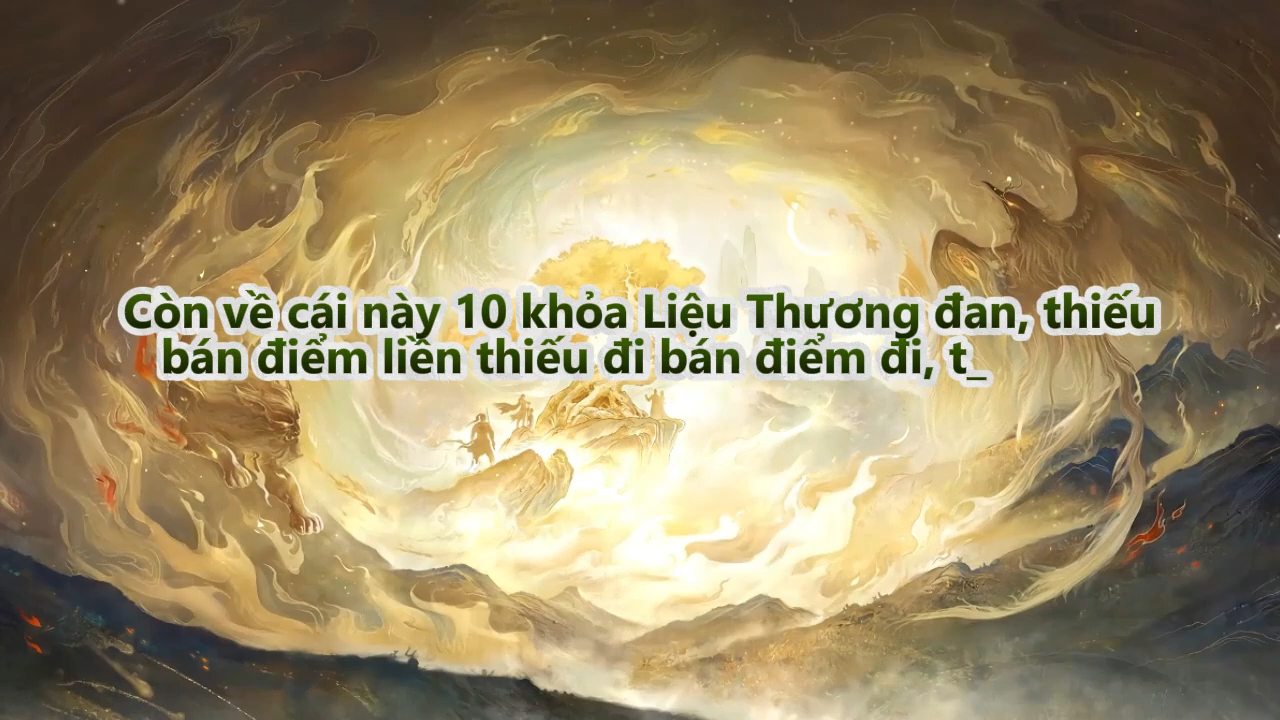 Còn về cái này 10 khỏa Liệu Thương đan, thiếu
bán điểm liền thiếu đi bán điểm đi, t_